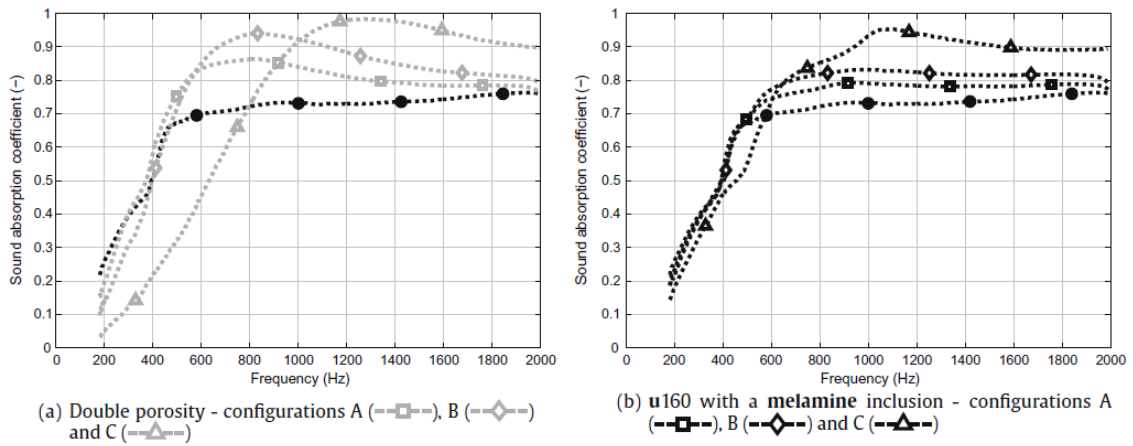 1
0.9
0.8
0.7
0.6
0.5
0.4
0.3
0.2
0.1
0
Sound absorption coefficient (−)
0 200 400 600 800 1000 1200 1400 1600 1800 2000
Frequency (Hz)
(a) Double porosity - configurations A (), B ()
and C ()
1
0.9
0.8
0.7
0.6
0.5
0.4
0.3
0.2
0.1
0
Sound absorption coefficient (−)
0 200 400 600 800 1000 1200 1400 1600 1800 2000
Frequency (Hz)
(b) u160 with a melamine inclusion - configurations A
(), B () and C ()